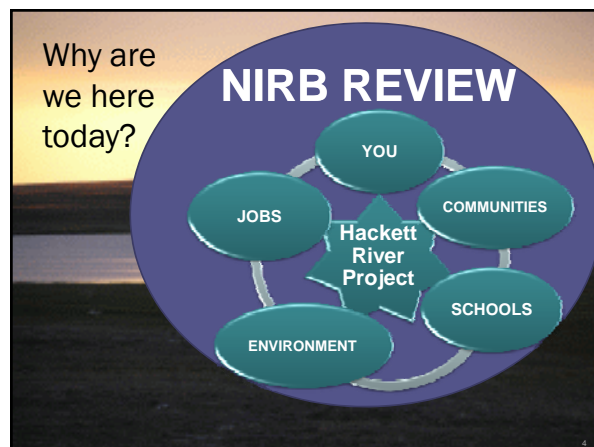 Why are
we here
today?
NIRB REVIEW
YOU
COMMUNITIES
SCHOOLS
ENVIRONMENT
JOBS
Hackett
River
Project
4